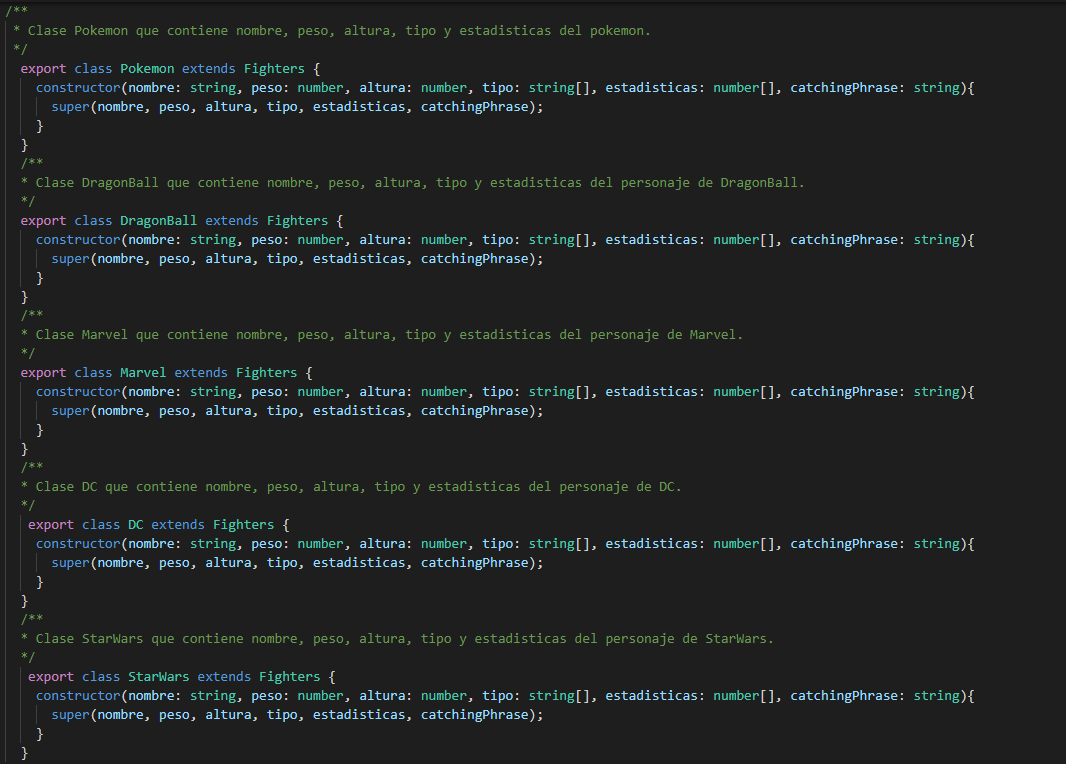 /**
 * Clase Pokemon que contiene nombre, peso, altura, tipo y estadisticas del pokemon.
 */
  export class Pokemon extends Fighters {
    constructor(nombre: string, peso: number, altura: number, tipo: string[], estadisticas: number[], catchingPhrase: string){
      super(nombre, peso, altura, tipo, estadisticas, catchingPhrase);
    }
  }
  /**
  * Clase DragonBall que contiene nombre, peso, altura, tipo y estadisticas del personaje de DragonBall.
  */
  export class DragonBall extends Fighters {
    constructor(nombre: string, peso: number, altura: number, tipo: string[], estadisticas: number[], catchingPhrase: string){
      super(nombre, peso, altura, tipo, estadisticas, catchingPhrase);
    }
  }
  /**
  * Clase Marvel que contiene nombre, peso, altura, tipo y estadisticas del personaje de Marvel.
  */
  export class Marvel extends Fighters {
    constructor(nombre: string, peso: number, altura: number, tipo: string[], estadisticas: number[], catchingPhrase: string){
      super(nombre, peso, altura, tipo, estadisticas, catchingPhrase);
    }
  }
  /**
  * Clase DC que contiene nombre, peso, altura, tipo y estadisticas del personaje de DC.
  */
   export class DC extends Fighters {
    constructor(nombre: string, peso: number, altura: number, tipo: string[], estadisticas: number[], catchingPhrase: string){
      super(nombre, peso, altura, tipo, estadisticas, catchingPhrase);
    }
  }
  /**
  * Clase StarWars que contiene nombre, peso, altura, tipo y estadisticas del personaje de StarWars.
  */
   export class StarWars extends Fighters {
    constructor(nombre: string, peso: number, altura: number, tipo: string[], estadisticas: number[], catchingPhrase: string){
      super(nombre, peso, altura, tipo, estadisticas, catchingPhrase);
    }
  }